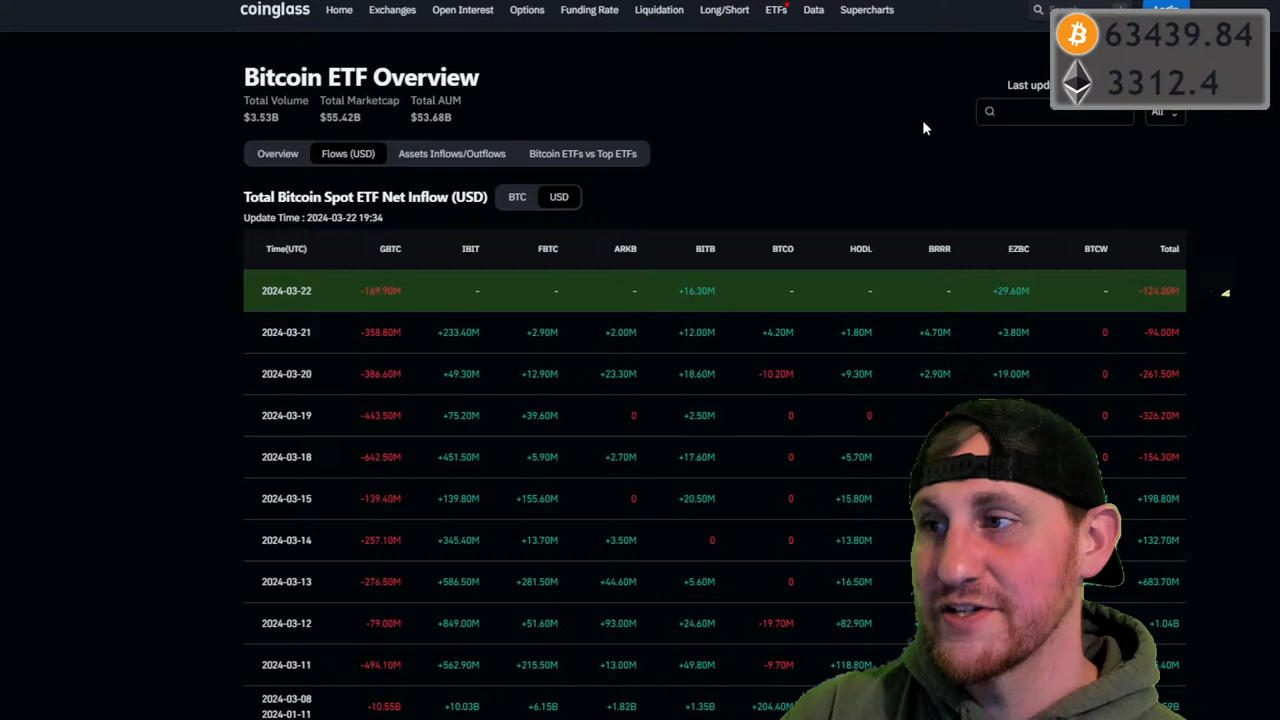 coinglass Home Exchanges Open Interest Options Funding Rate Liquidation Long/Short ETFs Data Supercharts
63439.84
3312.4
Bitcoin ETF Overview
Last
Total Volume Total Marketcap Total AUM
$3.53B $55.42B $53.68B
All
Overview Flows (USD) Assets Inflows/Outflows Bitcoin ETFs vs Top ETFs
Total Bitcoin Spot ETF Net Inflow (USD) BTC USD
Update Time : 2024-03-22 19:34
Time(UTC) GBTC IBIT FBTC ARKB BITB BTCO HODL BRRR EZBC BTCW Total
2024-03-22 -169.90M - - - +16.30M - - - +29.60M - -124.00M
2024-03-21 -358.80M +233.40M +2.90M +2.00M +12.00M +4.20M +1.80M +4.70M +3.80M 0 -94.00M
2024-03-20 -386.60M +49.30M +12.90M +23.30M +18.60M -10.20M +9.30M +2.90M +19.00M 0 -261.50M
2024-03-19 -443.50M +75.20M +39.60M 0 +2.50M 0 0 0 -326.20M
2024-03-18 -642.50M +451.50M +5.90M +2.70M +17.60M 0 +5.70M 0 -154.30M
2024-03-15 -139.40M +139.80M +155.60M 0 +20.50M 0 +15.80M +198.80M
2024-03-14 -257.10M +345.40M +13.70M +3.50M 0 0 +13.80M +132.70M
2024-03-13 -276.50M +586.50M +281.50M +44.60M +5.60M 0 +16.50M +683.70M
2024-03-12 -79.00M +849.00M +51.60M +93.00M +24.60M -19.70M +82.90M +1.04B
2024-03-11 -494.10M +562.90M +215.50M +13.00M +49.80M -9.70M +118.80M
2024-03-08
2024-01-11 -10.55B +10.03B +6.15B +1.82B +1.35B +204.40M